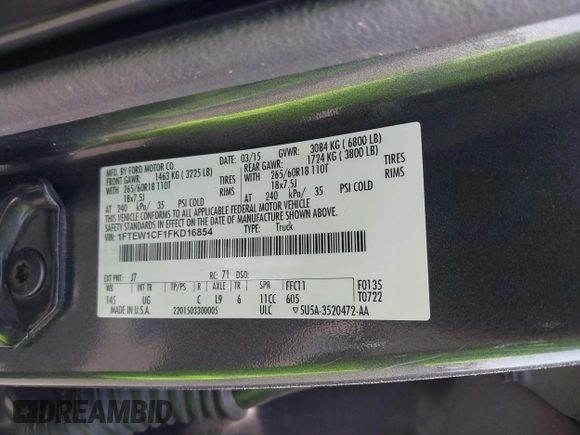 MFD. BY FORD MOTOR CO.
DATE: 03/15 GVWR: 3084 KG ( 6800 LB)
FRONT GAWR: 1463 KG ( 3225 LB) REAR GAWR: 1724 KG ( 3800 LB)
WITH 265/60R18 110T TIRES WITH 265/60R18 110T TIRES
18x7.5J RIMS 18x7.5J RIMS
AT 240 kPa/ 35 PSI COLD AT 240 kPa/ 35 PSI COLD
THIS VEHICLE CONFORMS TO ALL APPLICABLE FEDERAL MOTOR VEHICLE
SAFETY STANDARDS IN EFFECT ON THE DATE OF MANUFACTURE SHOWN ABOVE.
VIN: 1FTEW1CF1FKD16854 TYPE: Truck
EXT PNT: J7 RC: 71 DSO: F0135
WB INT TR TP/PS R AXLE TR SPR FFC11 T0722
145 UG C L9 6 11CC 605
MADE IN U.S.A. 2201503300005 ULC 5U5A-3520472-AA
DREAMBID